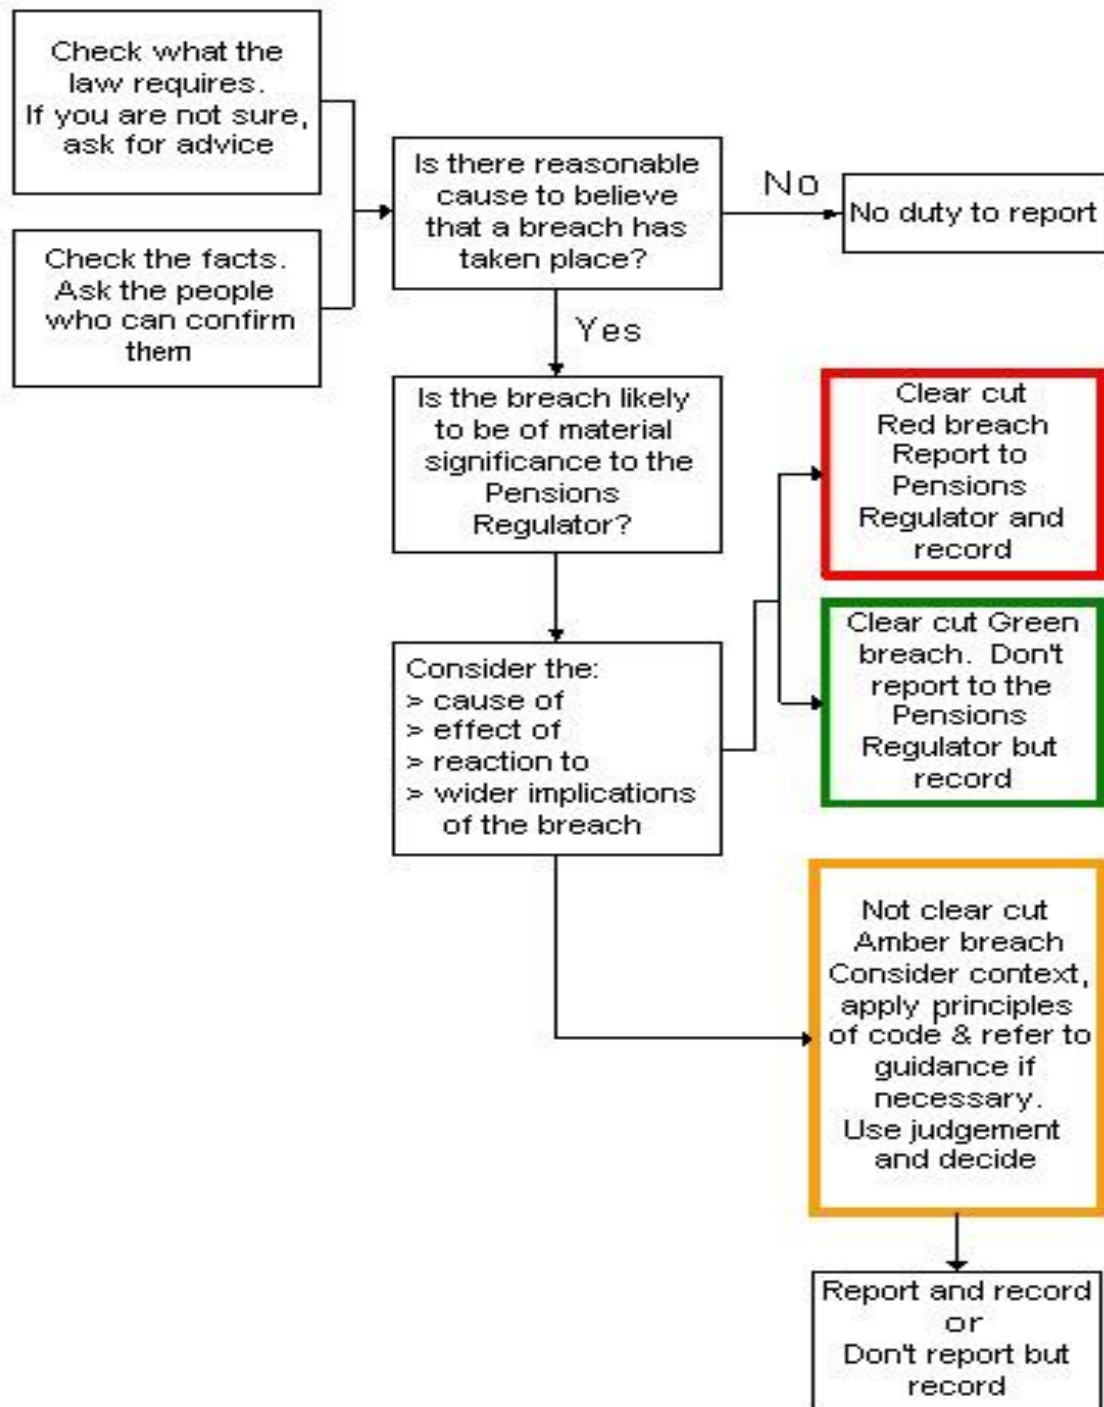 Check what the
law requires.
If you are not sure,
ask for advice
Check the facts.
Ask the people
who can confirm
them
Is there reasonable
cause to believe
that a breach has
taken place?
No
No duty to report
Yes
Is the breach likely
to be of material
significance to the
Pensions
Regulator?
Consider the:
> cause of
> effect of
> reaction to
> wider implications
of the breach
Clear cut
Red breach
Report to
Pensions
Regulator and
record
Clear cut Green
breach. Don't
report to the
Pensions
Regulator but
record
Not clear cut
Amber breach
Consider context,
apply principles
of code & refer to
guidance if
necessary.
Use judgement
and decide
Report and record
or
Don't report but
record